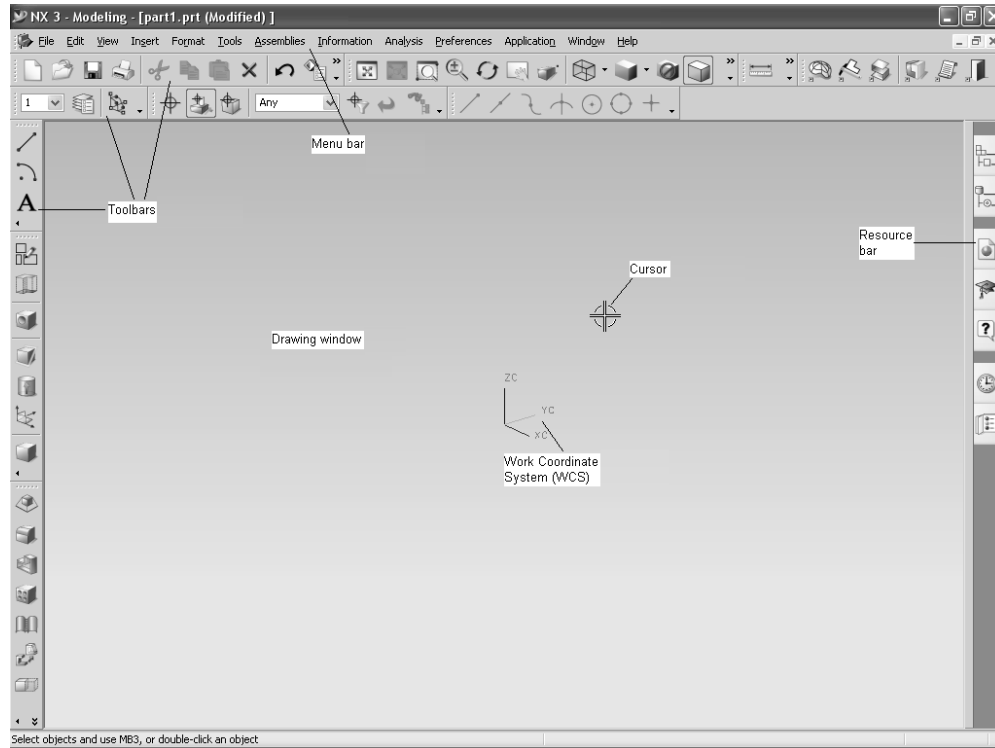 NX 3 - Modeling - [part1.prt (Modified) ]
File Edit View Insert Format Tools Assemblies Information Analysis Preferences Application Window Help
1 Any
Menu bar
A
Toolbars
Resource
bar
Cursor
Drawing window
ZC
YC
XC
Work Coordinate
System (WCS)
Select objects and use MB3, or double-click an object